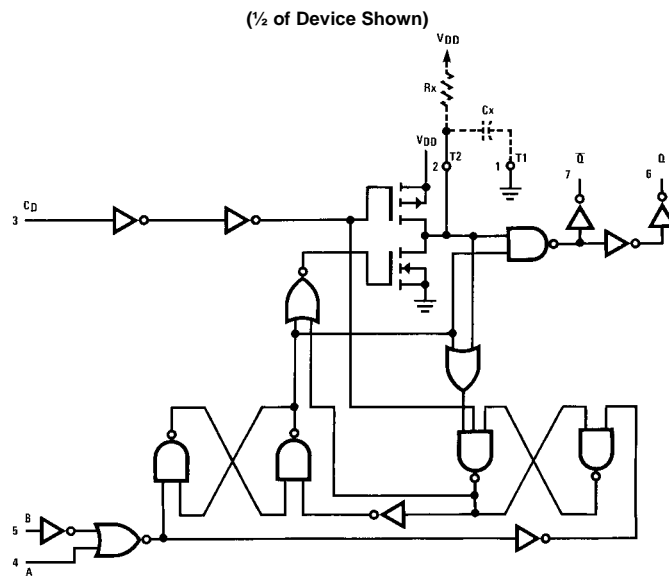 (½ of Device Shown)
VDD
Rx
Cx
VDD
2 T2
1 T1
Q̅
7
Q
6
3 CD
5 B
4 A